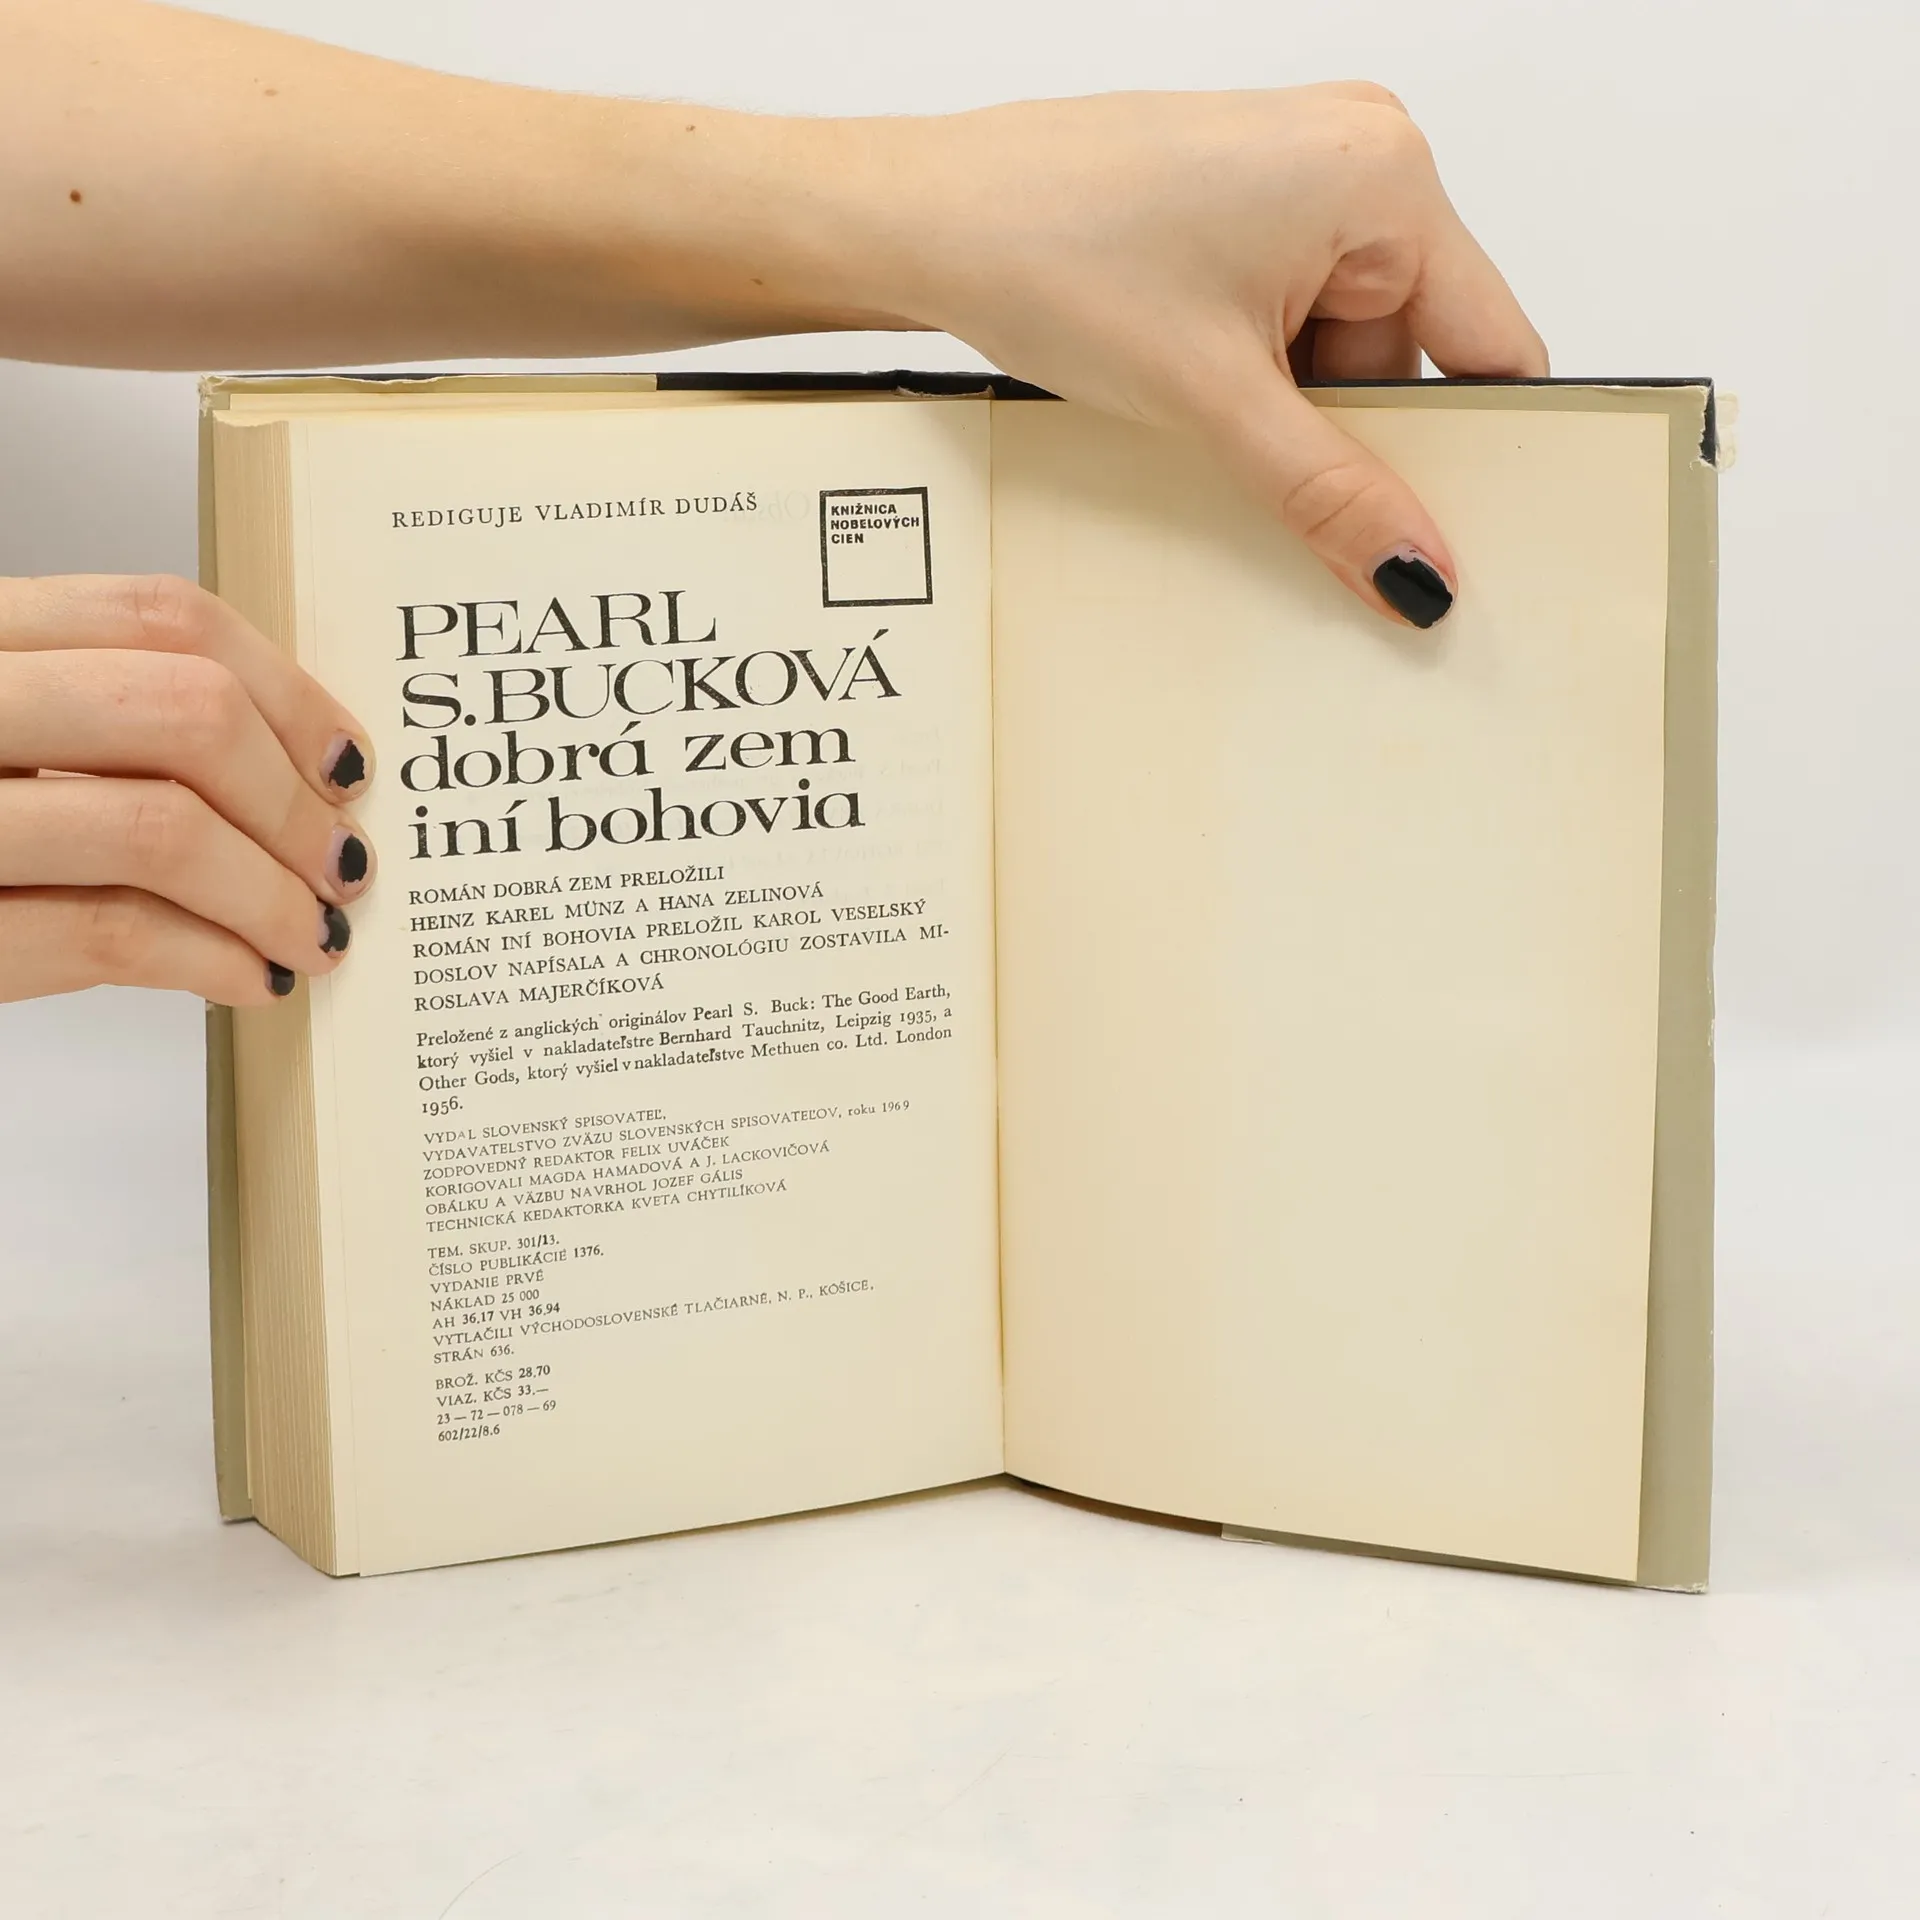 REDIGUJE VLADIMÍR DUDÁŠ
KNIŽNICA
NOBELOVÝCH
CIEN
PEARL
S. BUCKOVÁ
dobrá zem
iní bohovia
ROMÁN DOBRÁ ZEM PRELOŽILI
HEINZ KAREL MÜNZ A HANA ZELINOVÁ
ROMÁN INÍ BOHOVIA PRELOŽIL KAROL VESELSKÝ
DOSLOV NAPÍSALA A CHRONOLÓGIU ZOSTAVILA MI-
ROSLAVA MAJERČÍKOVÁ
Preložené z anglických originálov Pearl S. Buck: The Good Earth,
ktorý vyšiel v nakladateľstre Bernhard Tauchnitz, Leipzig 1935, a
Other Gods, ktorý vyšiel v nakladateľstve Methuen co. Ltd. London
1956.
VYDAL SLOVENSKÝ SPISOVATEĽ,
VYDAVATELSTVO ZVÄZU SLOVENSKÝCH SPISOVATEĽOV, roku 1969
ZODPOVEDNÝ REDAKTOR FELIX UVÁČEK
KORIGOVALI MAGDA HAMADOVÁ A J. LACKOVIČOVÁ
OBÁLKU A VÄZBU NAVRHOL JOZEF GÁLIS
TECHNICKÁ KEDAKTORKA KVETA CHYTILÍKOVÁ
TEM. SKUP. 301/13.
ČÍSLO PUBLIKÁCIÉ 1376.
VYDANIE PRVÉ
NÁKLAD 25 000
AH 36,17 VH 36,94
VYTLAČILI VÝCHODOSLOVENSKÉ TLAČIARNĚ, N. P., KOŠICE,
STRÁN 636.
BROŽ. KČS 28,70
VIAZ. KČS 33,—
23 — 72 — 078 — 69
602/22/8.6